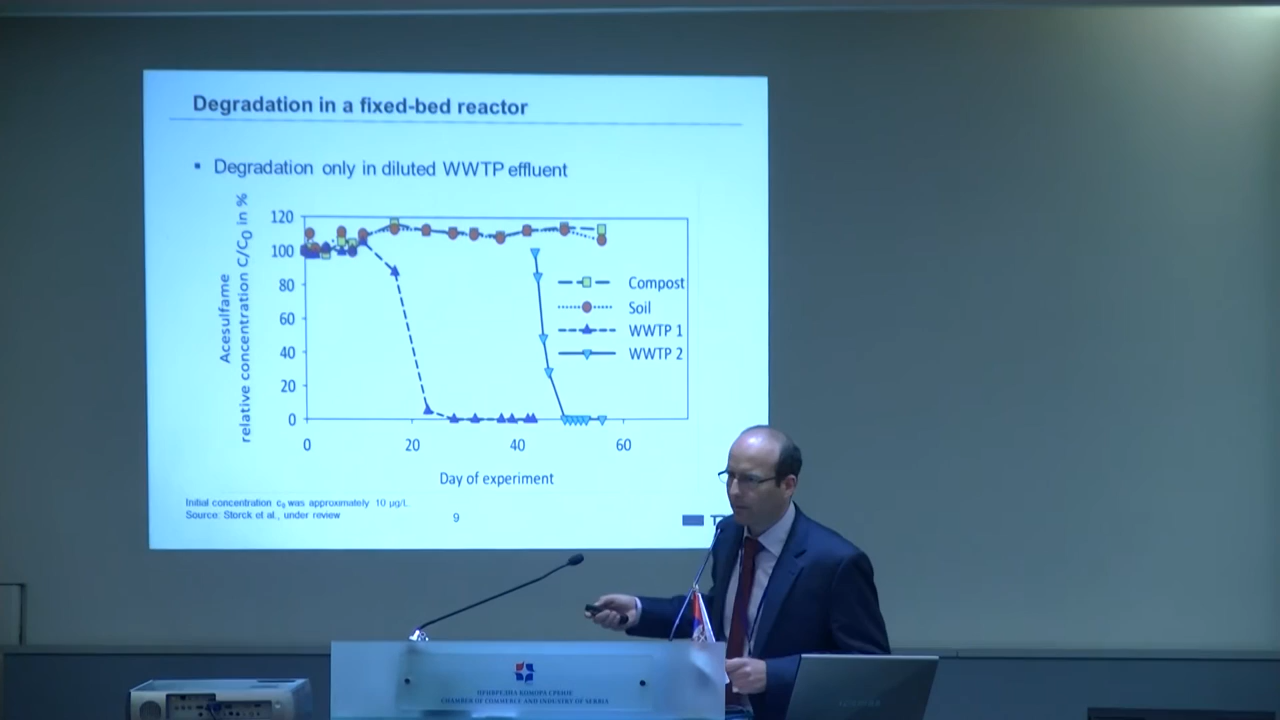 Degradation in a fixed-bed reactor
▪ Degradation only in diluted WWTP effluent
Acesulfame
relative concentration C/C0 in %
120
100
80
60
40
20
0
0 20 40 60
Day of experiment
Compost
Soil
WWTP 1
WWTP 2
Initial concentration c0 was approximately 10 µg/L.
Source: Storck et al., under review
9
ПРИВРЕДНА КОМОРА СРБИЈЕ
CHAMBER OF COMMERCE AND INDUSTRY OF SERBIA